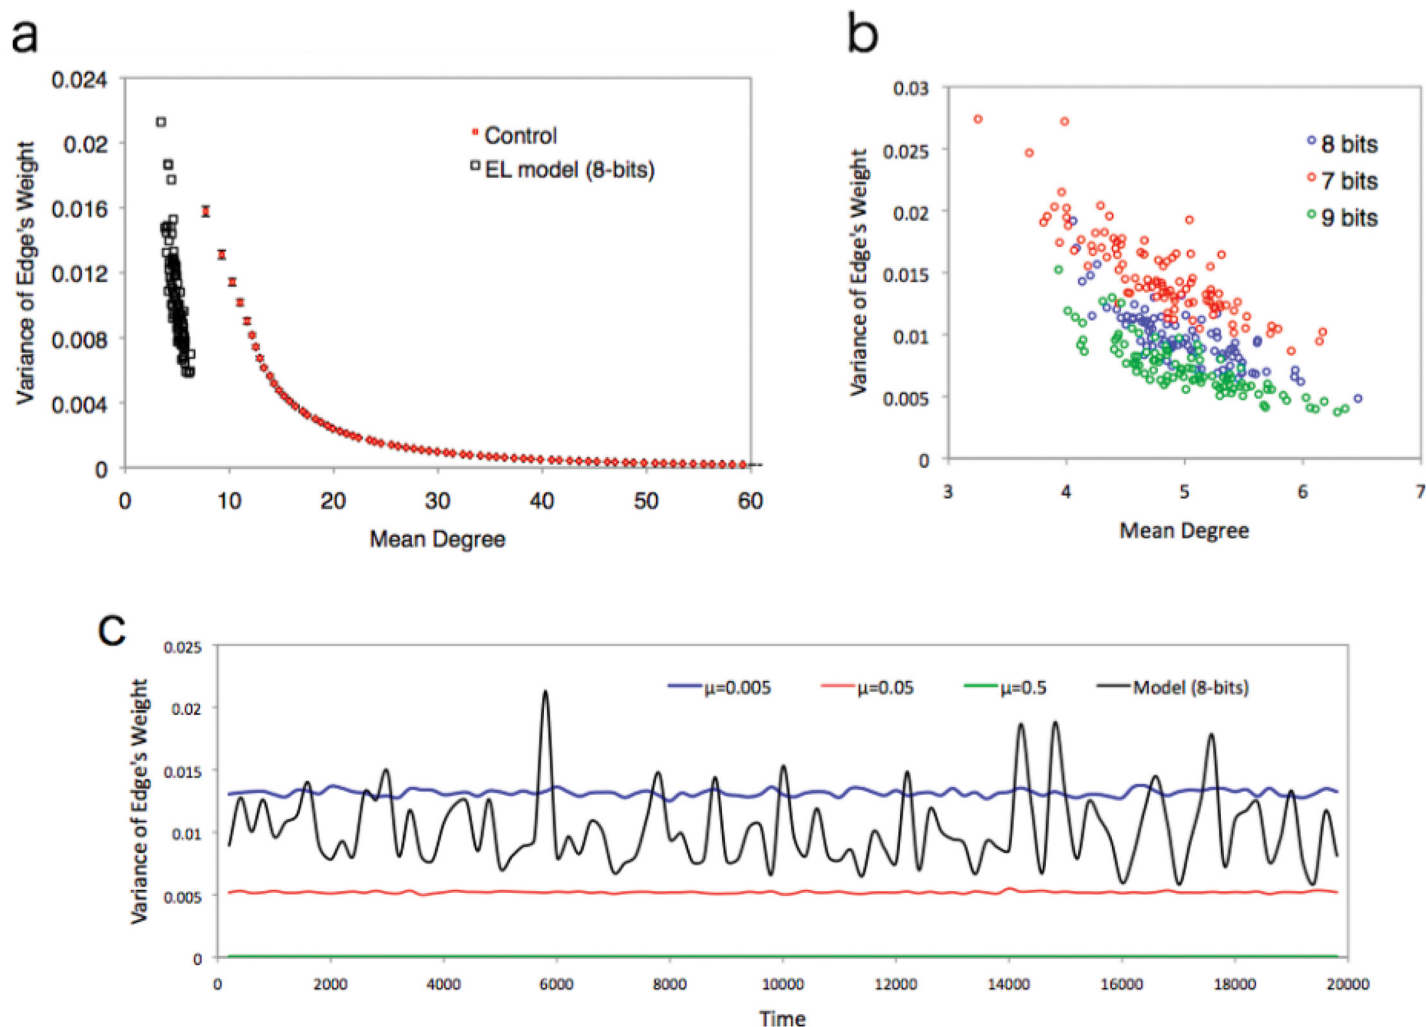 a
0.024
0.02
0.016
0.012
0.008
0.004
0
0 10 20 30 40 50 60
Variance of Edge's Weight
Mean Degree
Control
EL model (8-bits)
b
0.03
0.025
0.02
0.015
0.01
0.005
0
3 4 5 6 7
Variance of Edge's Weight
Mean Degree
8 bits
7 bits
9 bits
c
0.025
0.02
0.015
0.01
0.005
0
0 2000 4000 6000 8000 10000 12000 14000 16000 18000 20000
Variance of Edge's Weight
Time
μ=0.005 μ=0.05 μ=0.5 Model (8-bits)